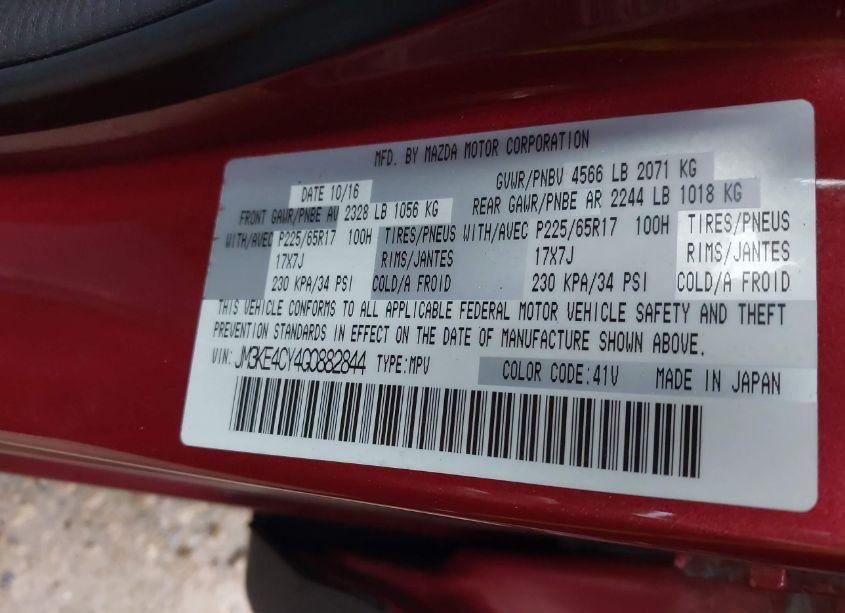 MFD. BY MAZDA MOTOR CORPORATION
DATE 10/16 GVWR/PNBV 4566 LB 2071 KG
FRONT GAWR/PNBE AV 2328 LB 1056 KG REAR GAWR/PNBE AR 2244 LB 1018 KG
WITH/AVEC P225/65R17 100H TIRES/PNEUS WITH/AVEC P225/65R17 100H TIRES/PNEUS
17X7J RIMS/JANTES 17X7J RIMS/JANTES
230 KPA/34 PSI COLD/A FROID 230 KPA/34 PSI COLD/A FROID
THIS VEHICLE CONFORMS TO ALL APPLICABLE FEDERAL MOTOR VEHICLE SAFETY AND THEFT
PREVENTION STANDARDS IN EFFECT ON THE DATE OF MANUFACTURE SHOWN ABOVE.
VIN: JM3KE4CY4G0882844 TYPE:MPV COLOR CODE:41V MADE IN JAPAN